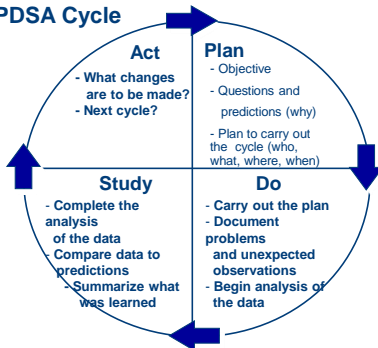 PDSA Cycle
Act
- What changes
are to be made?
- Next cycle?
Plan
- Objective
- Questions and
predictions (why)
- Plan to carry out
the cycle (who,
what, where, when)
Study
- Complete the
analysis
of the data
- Compare data to
predictions
- Summarize what
was learned
Do
- Carry out the plan
- Document
problems
and unexpected
observations
- Begin analysis of
the data